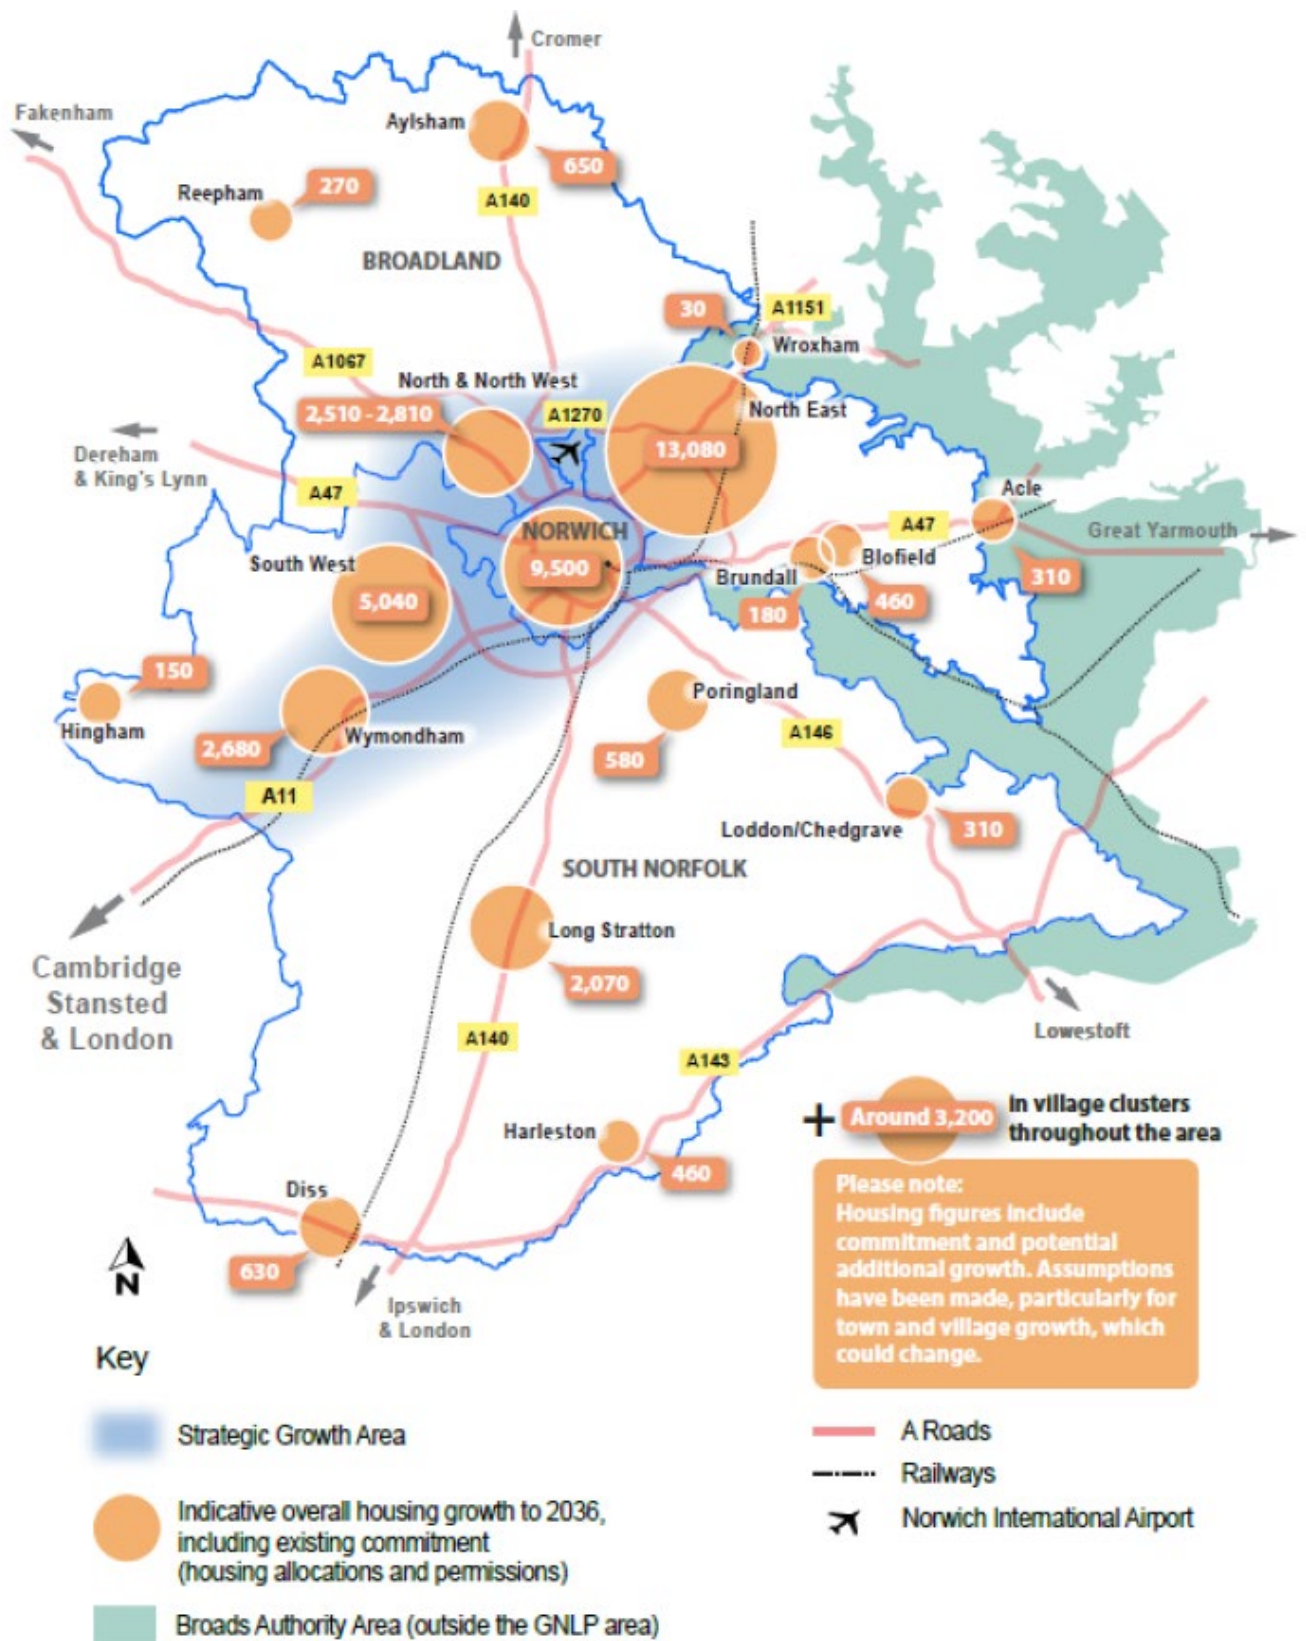 Cromer
Fakenham
Aylsham
650
Reepham
270
A140
BROADLAND
30
A1151
Wroxham
A1067
North & North West
2,510 - 2,810
A1270
North East
13,080
Dereham
& King's Lynn
A47
Acle
A47
Great Yarmouth
NORWICH
9,500
South West
5,040
Blofield
Brundall
180
460
310
150
Hingham
Poringland
580
A146
2,680
Wymondham
A11
Loddon/Chedgrave
310
SOUTH NORFOLK
Long Stratton
2,070
Cambridge
Stansted
& London
Lowestoft
A140
A143
Harleston
460
+ Around 3,200
in village clusters
throughout the area
Diss
630
Please note:
Housing figures include
commitment and potential
additional growth. Assumptions
have been made, particularly for
town and village growth, which
could change.
N
Ipswich
& London
Key
Strategic Growth Area
Indicative overall housing growth to 2036,
including existing commitment
(housing allocations and permissions)
Broads Authority Area (outside the GNLP area)
A Roads
Railways
Norwich International Airport